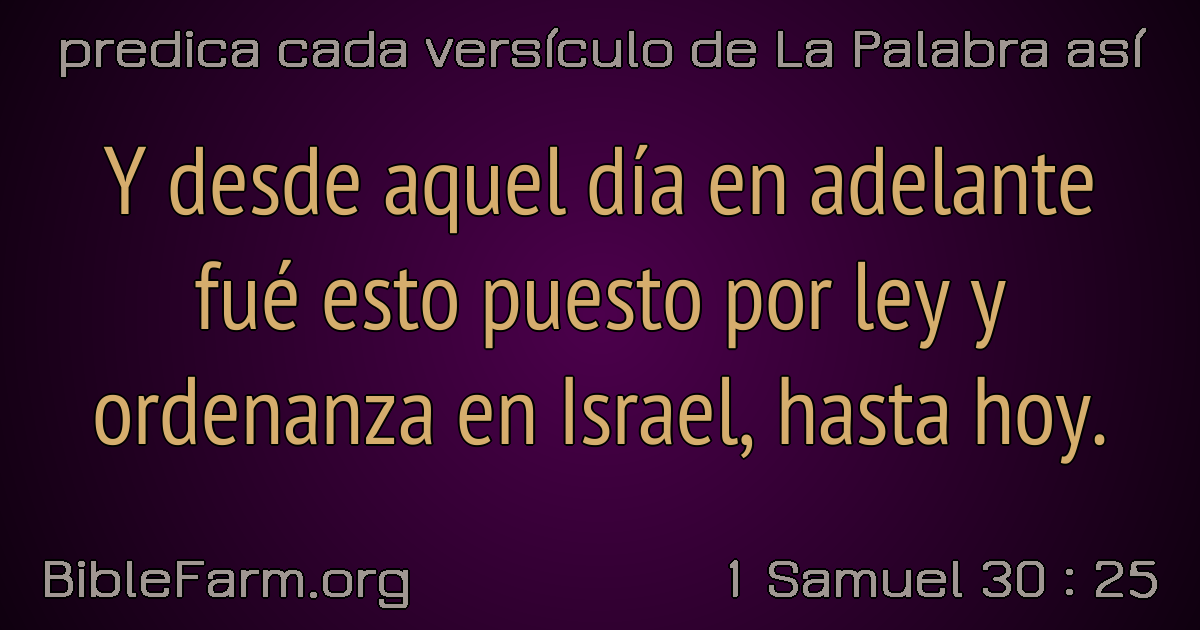 predica cada versículo de La Palabra así
Y desde aquel día en adelante
fué esto puesto por ley y
ordenanza en Israel, hasta hoy.
BibleFarm.org
1 Samuel 30 : 25